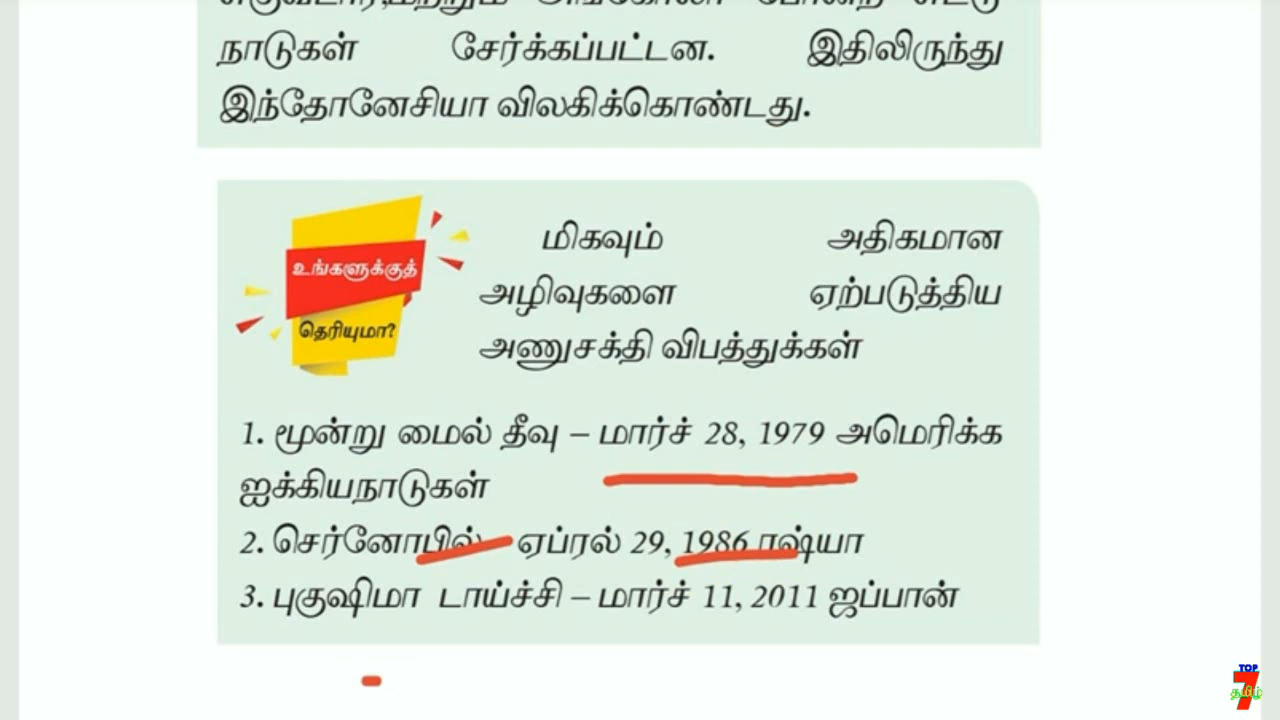 நாடுகள் சேர்க்கப்பட்டன. இதிலிருந்து
இந்தோனேசியா விலகிக்கொண்டது.
உங்களுக்குத்
தெரியுமா?
மிகவும் அதிகமான
அழிவுகளை ஏற்படுத்திய
அணுசக்தி விபத்துக்கள்
1. மூன்று மைல் தீவு – மார்ச் 28, 1979 அமெரிக்க
ஐக்கியநாடுகள்
2. செர்னோபில் – ஏப்ரல் 29, 1986 ரஷ்யா
3. புகுஷிமா டாய்ச்சி – மார்ச் 11, 2011 ஜப்பான்
TOP
7
தமிழ்